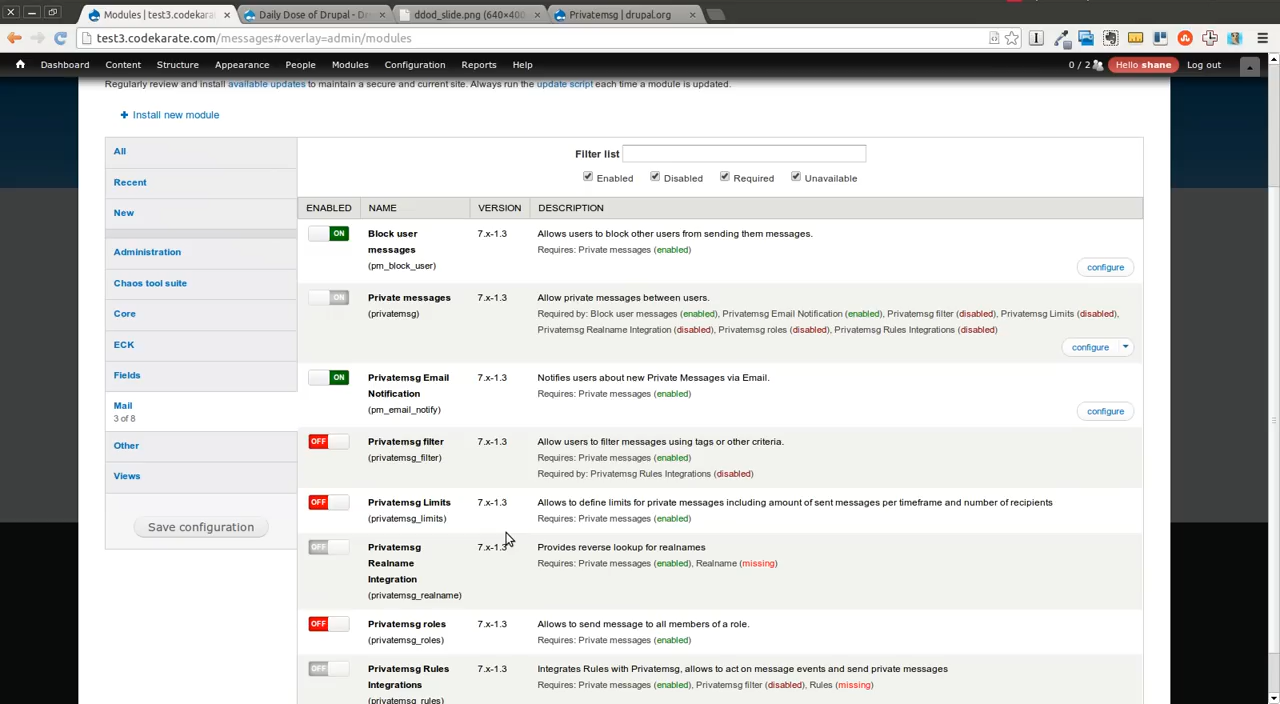 Modules | test3.codekara
Daily Dose of Drupal -
ddod_slide.png (640×400
Privatemsg | drupal.org
test3.codekarate.com/messages#overlay=admin/modules
Dashboard Content Structure Appearance People Modules Configuration Reports Help 0 / 2 Hello shane Log out
Regularly review and install available updates to maintain a secure and current site. Always run the update script each time a module is updated.
+ Install new module
All
Recent
New
Administration
Chaos tool suite
Core
ECK
Fields
Mail
3 of 8
Other
Views
Save configuration
Filter list
Enabled Disabled Required Unavailable
ENABLED NAME VERSION DESCRIPTION
ON Block user messages (pm_block_user) 7.x-1.3 Allows users to block other users from sending them messages.
Requires: Private messages (enabled)
configure
ON Private messages (privatemsg) 7.x-1.3 Allow private messages between users.
Required by: Block user messages (enabled), Privatemsg Email Notification (enabled), Privatemsg filter (disabled), Privatemsg Limits (disabled),
Privatemsg Realname Integration (disabled), Privatemsg roles (disabled), Privatemsg Rules Integrations (disabled)
configure
ON Privatemsg Email Notification (pm_email_notify) 7.x-1.3 Notifies users about new Private Messages via Email.
Requires: Private messages (enabled)
configure
OFF Privatemsg filter (privatemsg_filter) 7.x-1.3 Allow users to filter messages using tags or other criteria.
Requires: Private messages (enabled)
Required by: Privatemsg Rules Integrations (disabled)
OFF Privatemsg Limits (privatemsg_limits) 7.x-1.3 Allows to define limits for private messages including amount of sent messages per timeframe and number of recipients
Requires: Private messages (enabled)
OFF Privatemsg Realname Integration (privatemsg_realname) 7.x-1.3 Provides reverse lookup for realnames
Requires: Private messages (enabled), Realname (missing)
OFF Privatemsg roles (privatemsg_roles) 7.x-1.3 Allows to send message to all members of a role.
Requires: Private messages (enabled)
OFF Privatemsg Rules Integrations (privatemsg_rules) 7.x-1.3 Integrates Rules with Privatemsg, allows to act on message events and send private messages
Requires: Private messages (enabled), Privatemsg filter (disabled), Rules (missing)